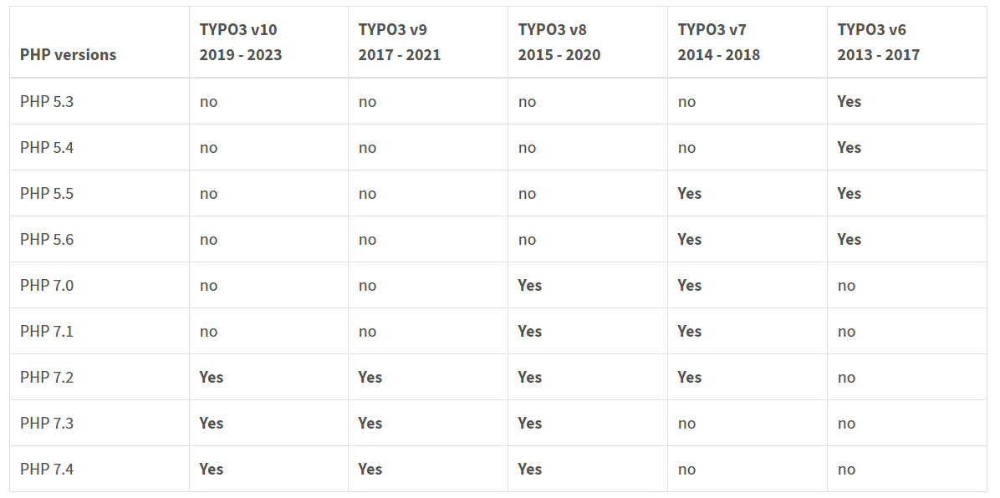 PHP versions TYPO3 v10 2019 - 2023 TYPO3 v9 2017 - 2021 TYPO3 v8 2015 - 2020 TYPO3 v7 2014 - 2018 TYPO3 v6 2013 - 2017
PHP 5.3 no no no no Yes
PHP 5.4 no no no no Yes
PHP 5.5 no no no Yes Yes
PHP 5.6 no no no Yes Yes
PHP 7.0 no no Yes Yes no
PHP 7.1 no no Yes Yes no
PHP 7.2 Yes Yes Yes Yes no
PHP 7.3 Yes Yes Yes no no
PHP 7.4 Yes Yes Yes no no